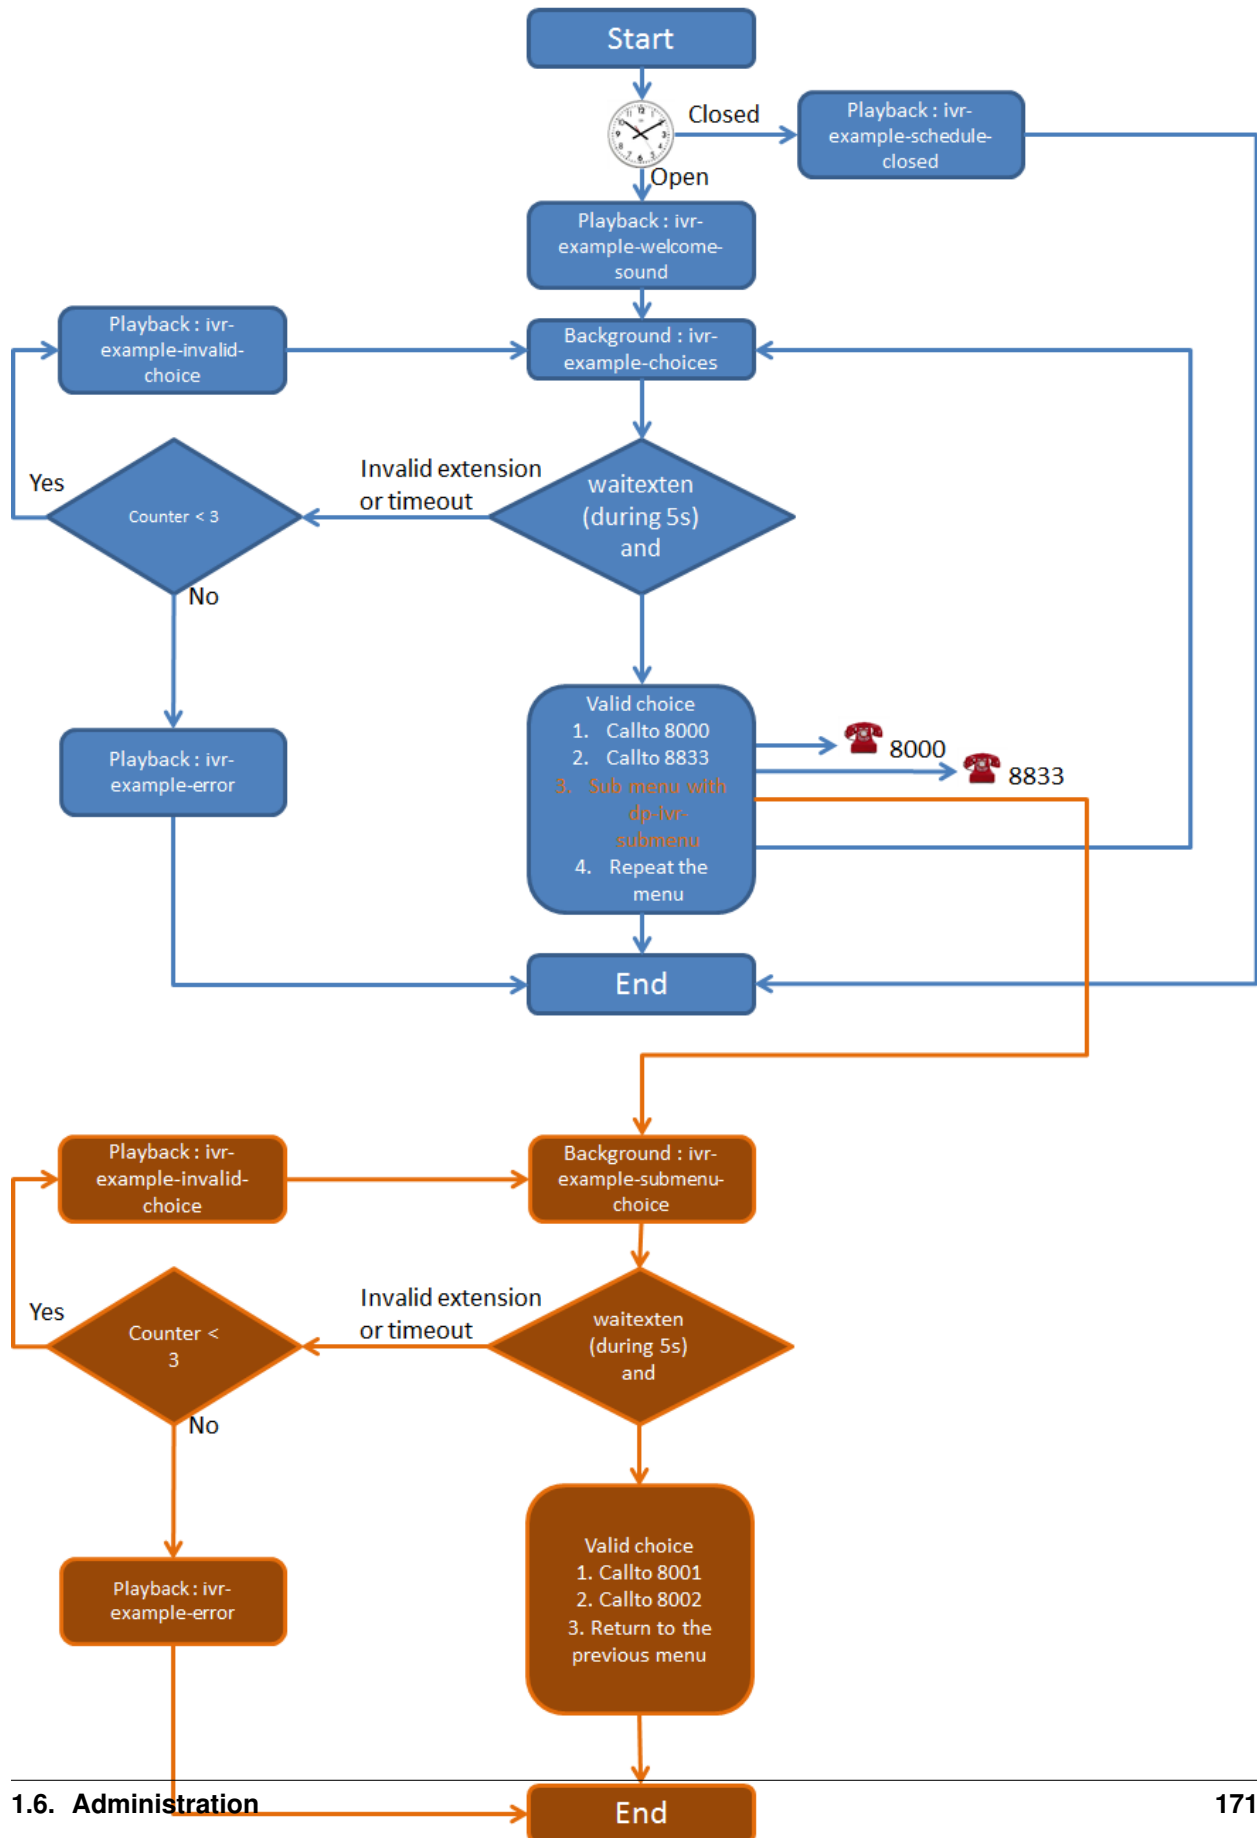 Start
Closed
Playback : ivr-
example-schedule-
closed
Open
Playback : ivr-
example-welcome-
sound
Playback : ivr-
example-invalid-
choice
Background : ivr-
example-choices
Yes
Counter < 3
Invalid extension
or timeout
waitexten
(during 5s)
and
No
Playback : ivr-
example-error
Valid choice
1. Callto 8000
2. Callto 8833
3. Sub menu with
dp-ivr-
submenu
4. Repeat the
menu
8000
8833
End
Playback : ivr-
example-invalid-
choice
Background : ivr-
example-submenu-
choice
Yes
Counter <
3
Invalid extension
or timeout
waitexten
(during 5s)
and
No
Playback : ivr-
example-error
Valid choice
1. Callto 8001
2. Callto 8002
3. Return to the
previous menu
End
1.6. Administration 171